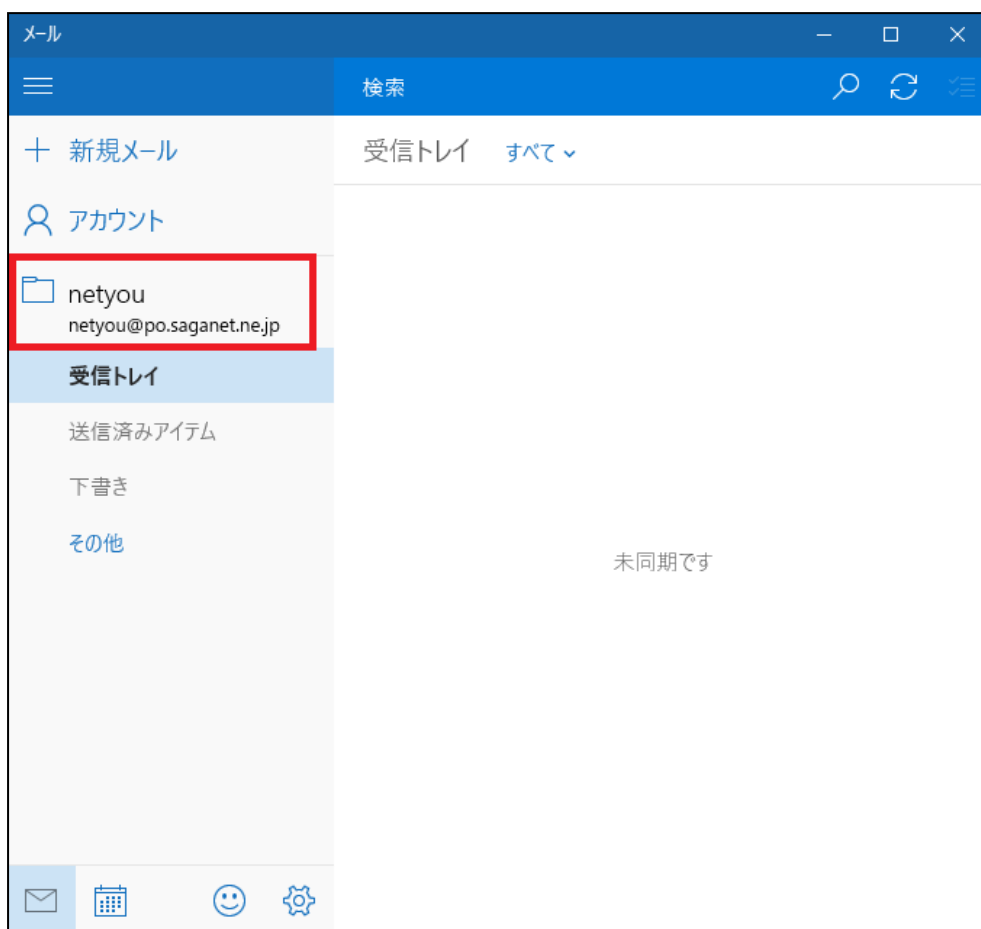 メール
検索
新規メール
受信トレイ すべて
アカウント
netyou
netyou@po.saganet.ne.jp
受信トレイ
送信済みアイテム
下書き
その他
未同期です